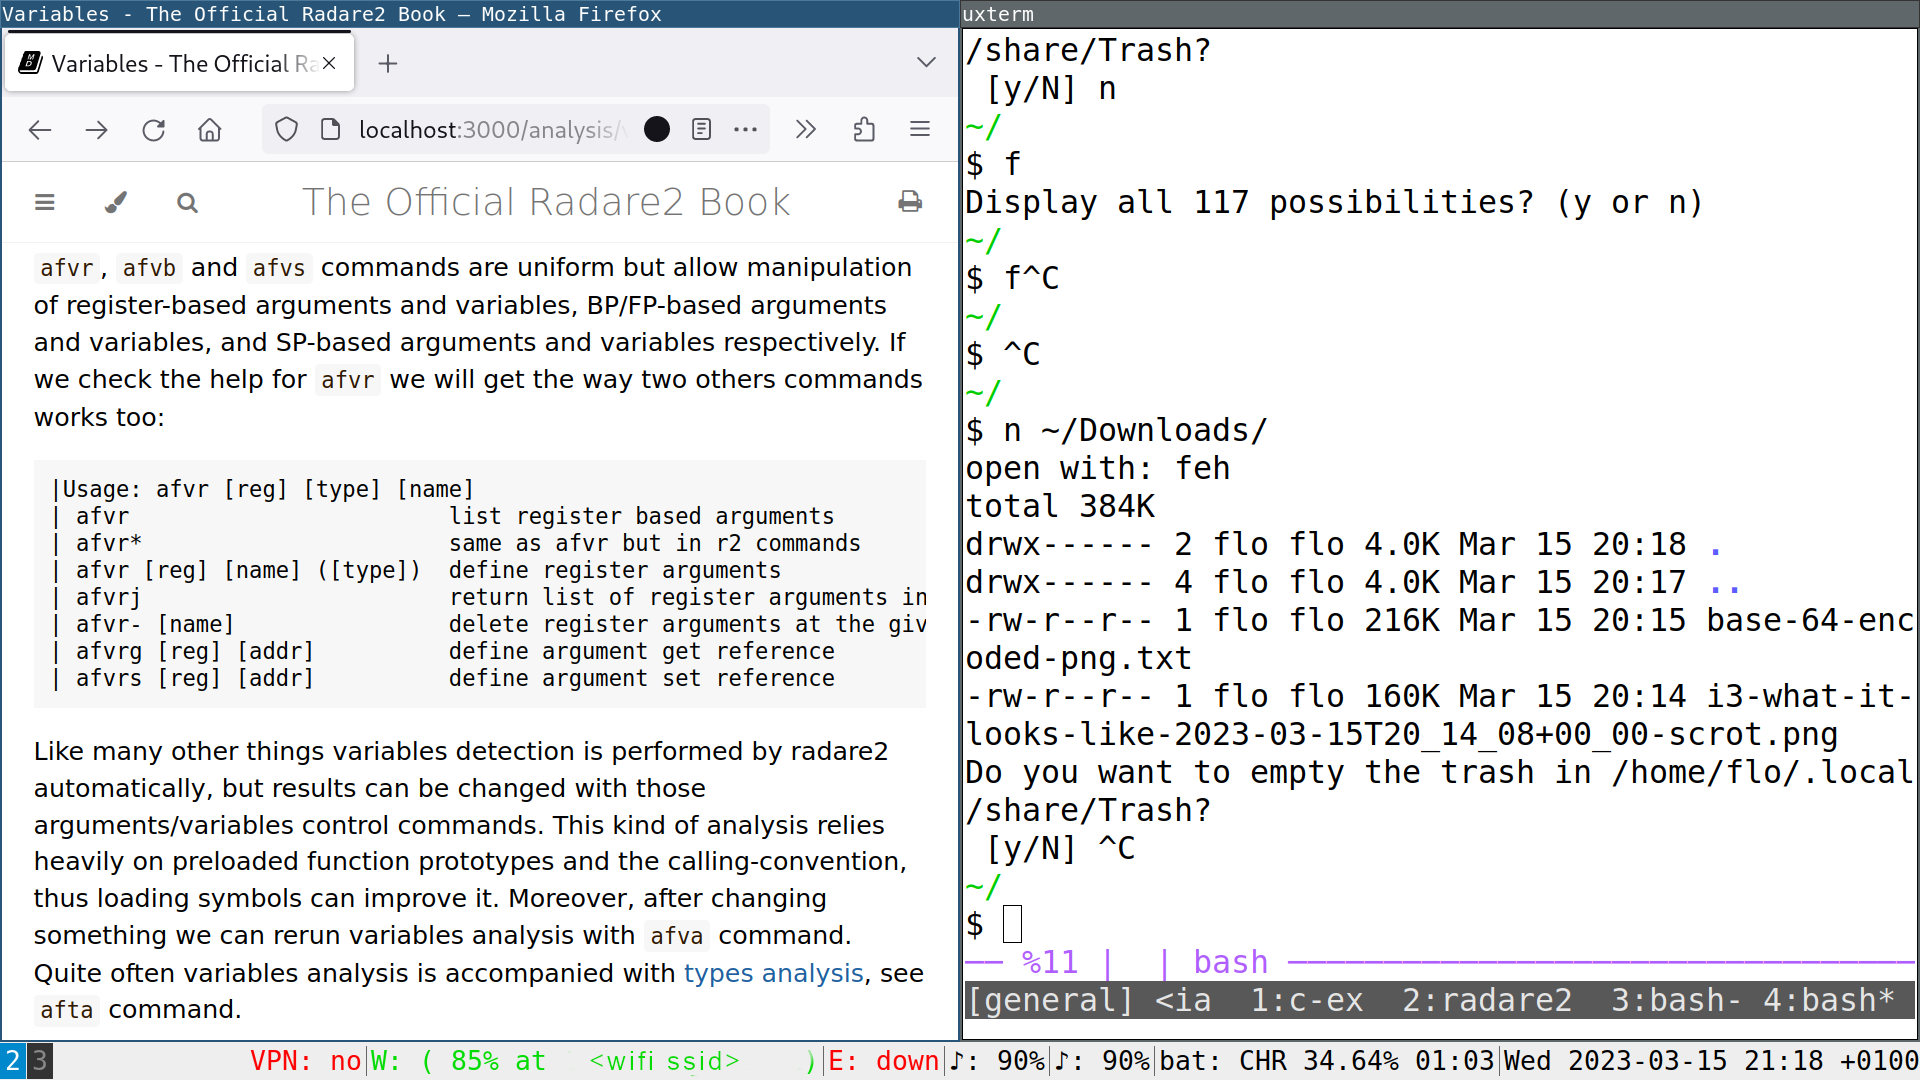 Variables - The Official Radare2 Book — Mozilla Firefox
Variables - The Official Ra
localhost:3000/analysis/v
The Official Radare2 Book
afvr, afvb and afvs commands are uniform but allow manipulation
of register-based arguments and variables, BP/FP-based arguments
and variables, and SP-based arguments and variables respectively. If
we check the help for afvr we will get the way two others commands
works too:
|Usage: afvr [reg] [type] [name]
| afvr                        list register based arguments
| afvr*                       same as afvr but in r2 commands
| afvr [reg] [name] ([type])  define register arguments
| afvrj                       return list of register arguments in
| afvr- [name]                delete register arguments at the giv
| afvrg [reg] [addr]          define argument get reference
| afvrs [reg] [addr]          define argument set reference
Like many other things variables detection is performed by radare2
automatically, but results can be changed with those
arguments/variables control commands. This kind of analysis relies
heavily on preloaded function prototypes and the calling-convention,
thus loading symbols can improve it. Moreover, after changing
something we can rerun variables analysis with afva command.
Quite often variables analysis is accompanied with types analysis, see
afta command.
uxterm
/share/Trash?
 [y/N] n
~/
$ f
Display all 117 possibilities? (y or n)
~/
$ f^C
~/
$ ^C
~/
$ n ~/Downloads/
open with: feh
total 384K
drwx------ 2 flo flo 4.0K Mar 15 20:18 .
drwx------ 4 flo flo 4.0K Mar 15 20:17 ..
-rw-r--r-- 1 flo flo 216K Mar 15 20:15 base-64-enc
oded-png.txt
-rw-r--r-- 1 flo flo 160K Mar 15 20:14 i3-what-it-
looks-like-2023-03-15T20_14_08+00_00-scrot.png
Do you want to empty the trash in /home/flo/.local
/share/Trash?
 [y/N] ^C
~/
$
—— %11 |  | bash ——
[general] <ia  1:c-ex  2:radare2  3:bash- 4:bash*
2 3 VPN: no|W: ( 85% at <wifi ssid> )|E: down|♪: 90%|♪: 90%|bat: CHR 34.64% 01:03|Wed 2023-03-15 21:18 +0100